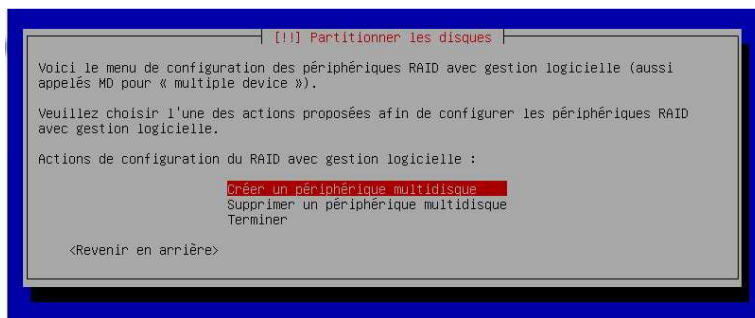 [!!] Partitionner les disques
Voici le menu de configuration des périphériques RAID avec gestion logicielle (aussi
appelés MD pour « multiple device »).
Veuillez choisir l'une des actions proposées afin de configurer les périphériques RAID
avec gestion logicielle.
Actions de configuration du RAID avec gestion logicielle :
Créer un périphérique multidisque
Supprimer un périphérique multidisque
Terminer
<Revenir en arrière>